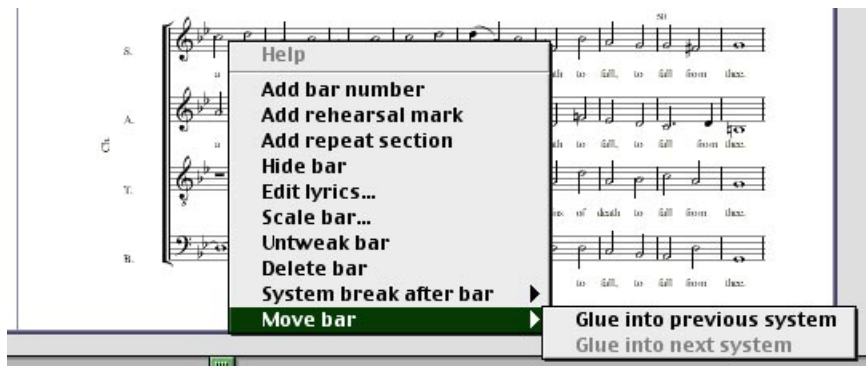 50
S.
Help
to fall, to fall from thee.
Add bar number
Add rehearsal mark
A.
Add repeat section
to fall, to fall from thee.
Ct.
Hide bar
Edit lyrics...
T.
Scale bar...
of death to fall from thee.
Untweak bar
B.
Delete bar
to fall, to fall from thee.
System break after bar
Move bar
Glue into previous system
Glue into next system